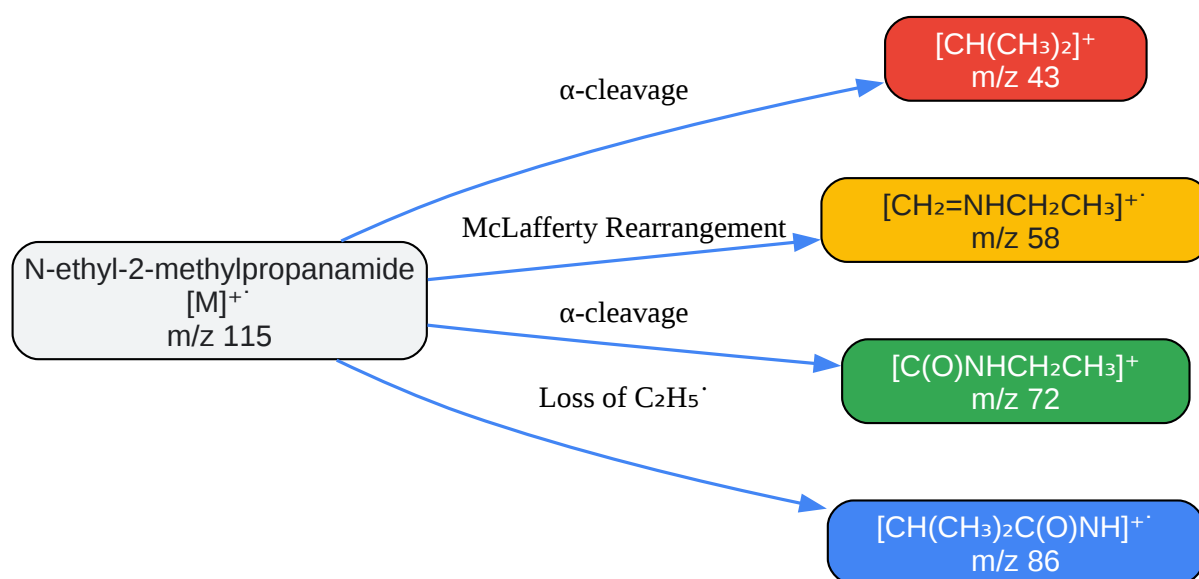 α-cleavage
[CH(CH₃)₂]⁺
m/z 43
McLafferty Rearrangement
[CH₂=NHCH₂CH₃]⁺˙
m/z 58
N-ethyl-2-methylpropanamide
[M]⁺˙
m/z 115
α-cleavage
[C(O)NHCH₂CH₃]⁺
m/z 72
Loss of C₂H₅˙
[CH(CH₃)₂C(O)NH]⁺˙
m/z 86